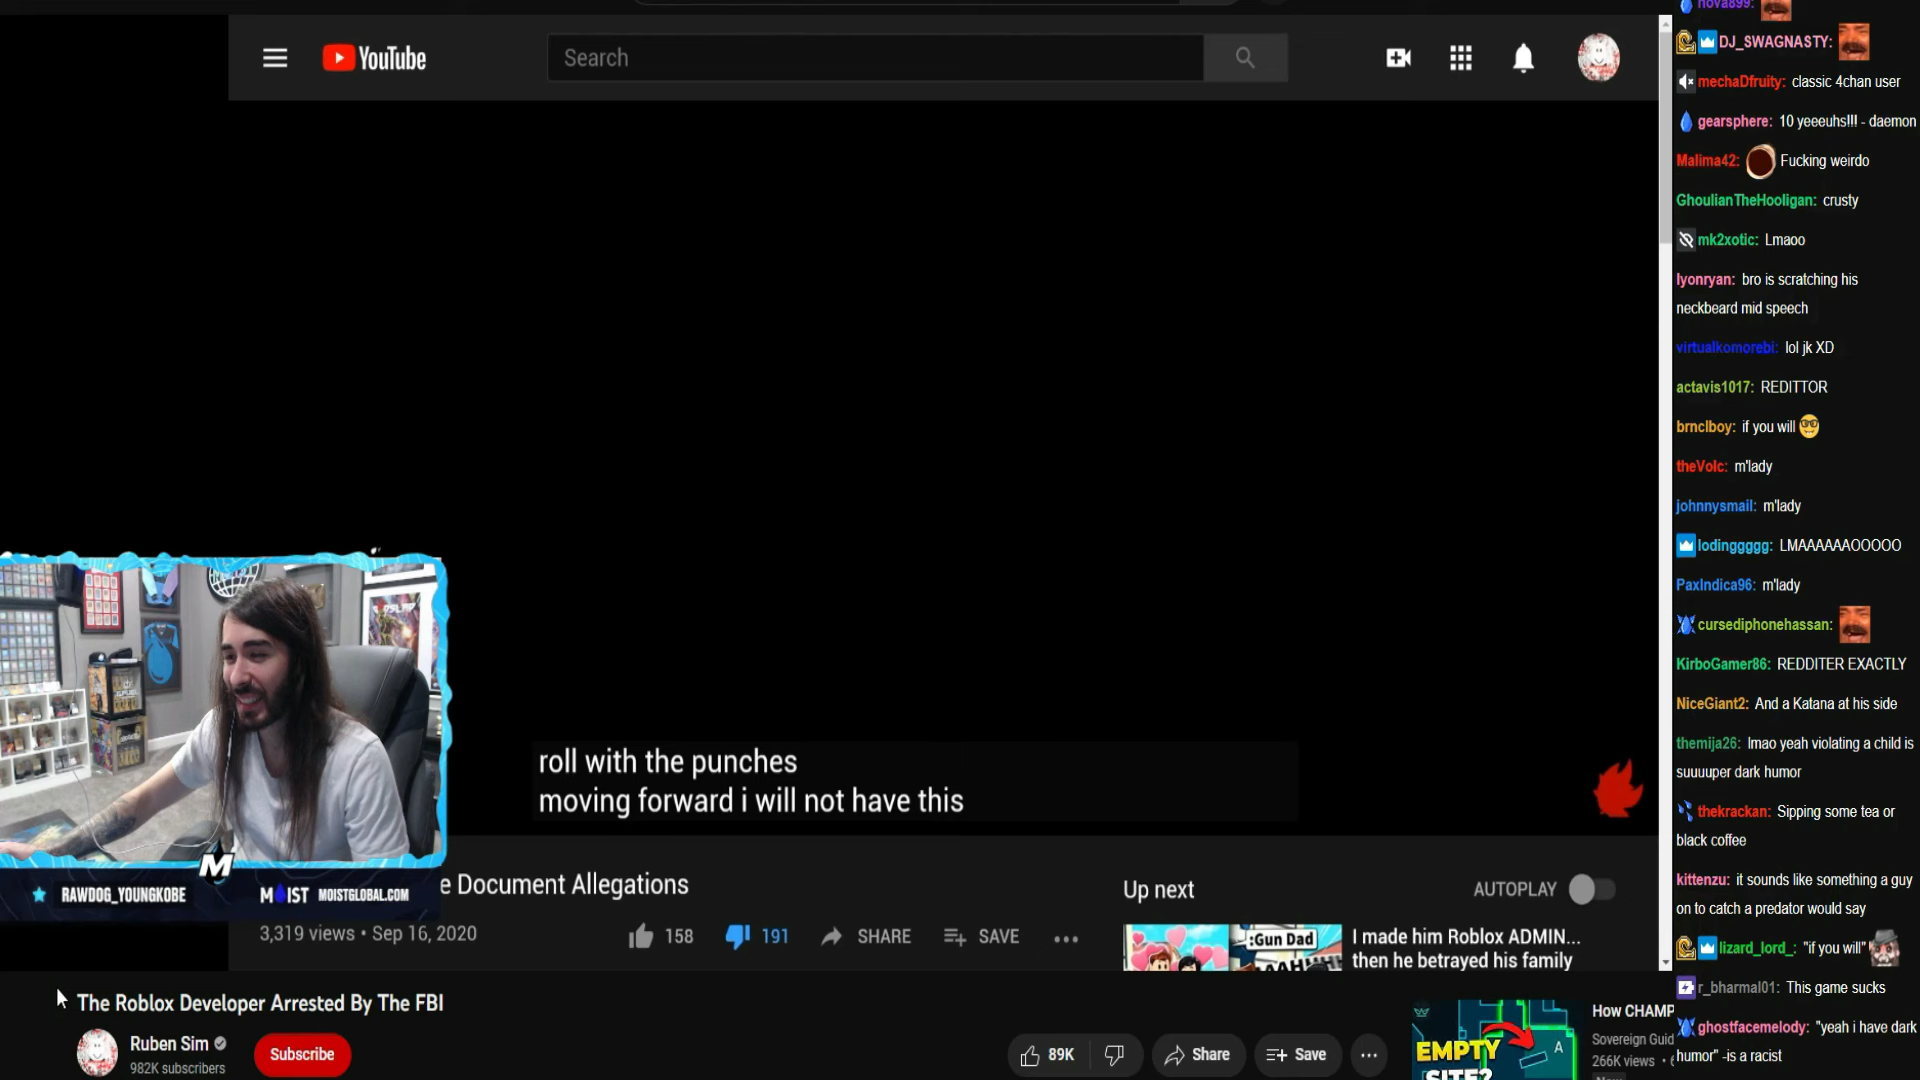 YouTube
Search
roll with the punches
moving forward i will not have this
RAWDOG_YOUNGKOBE
M IST
MOISTGLOBAL.COM
e Document Allegations
3,319 views • Sep 16, 2020
158
191
SHARE
SAVE
Up next
AUTOPLAY
:Gun Dad
I made him Roblox ADMIN...
then he betrayed his family
The Roblox Developer Arrested By The FBI
Ruben Sim
982K subscribers
Subscribe
89K
Share
Save
EMPTY
SITE?
A
How CHAMP
Sovereign Guid
266K views
nova899:
DJ_SWAGNASTY:
mechaDfruity: classic 4chan user
gearsphere: 10 yeeeuhs!!! - daemon
Malima42: Fucking weirdo
GhoulianTheHooligan: crusty
mk2xotic: Lmaoo
lyonryan: bro is scratching his
neckbeard mid speech
virtualkomorebi: lol jk XD
actavis1017: REDITTOR
brnclboy: if you will
theVolc: m'lady
johnnysmail: m'lady
lodinggggg: LMAAAAAAOOOOO
PaxIndica96: m'lady
cursediphonehassan:
KirboGamer86: REDDITER EXACTLY
NiceGiant2: And a Katana at his side
themija26: lmao yeah violating a child is
suuuuper dark humor
thekrackan: Sipping some tea or
black coffee
kittenzu: it sounds like something a guy
on to catch a predator would say
lizard_lord_: "if you will"
r_bharmal01: This game sucks
ghostfacemelody: "yeah i have dark
humor" -is a racist